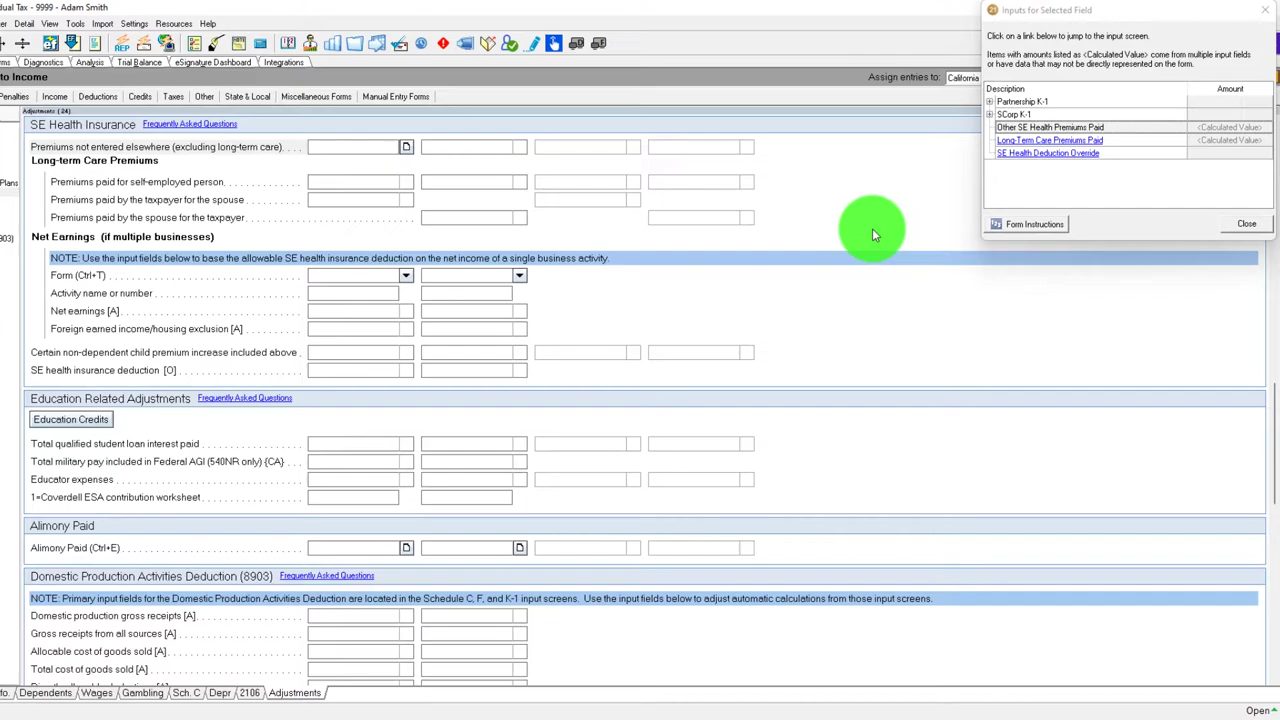 dual Tax - 9999 - Adam Smith
ter Detail View Tools Import Settings Resources Help
rms Diagnostics Analysis Trial Balance eSignature Dashboard Integrations
to Income
Assign entries to: California
Penalties Income Deductions Credits Taxes Other State & Local Miscellaneous Forms Manual Entry Forms
Adjustments (24)
SE Health Insurance Frequently Asked Questions
Premiums not entered elsewhere (excluding long-term care)
Long-term Care Premiums
Plans
Premiums paid for self-employed person
Premiums paid by the taxpayer for the spouse
Premiums paid by the spouse for the taxpayer
903)
Net Earnings (if multiple businesses)
NOTE: Use the input fields below to base the allowable SE health insurance deduction on the net income of a single business activity.
Form (Ctrl+T)
Activity name or number
Net earnings [A]
Foreign earned income/housing exclusion [A]
Certain non-dependent child premium increase included above
SE health insurance deduction [O]
Education Related Adjustments Frequently Asked Questions
Education Credits
Total qualified student loan interest paid
Total military pay included in Federal AGI (540NR only) {CA}
Educator expenses
1=Coverdell ESA contribution worksheet
Alimony Paid
Alimony Paid (Ctrl+E)
Domestic Production Activities Deduction (8903) Frequently Asked Questions
NOTE: Primary input fields for the Domestic Production Activities Deduction are located in the Schedule C, F, and K-1 input screens. Use the input fields below to adjust automatic calculations from those input screens.
Domestic production gross receipts [A]
Gross receipts from all sources [A]
Allocable cost of goods sold [A]
Total cost of goods sold [A]
fo. Dependents Wages Gambling Sch. C Depr 2106 Adjustments
Open
Inputs for Selected Field
Click on a link below to jump to the input screen.
Items with amounts listed as <Calculated Value> come from multiple input fields
or have data that may not be directly represented on the form.
Description Amount
Partnership K-1
SCorp K-1
Other SE Health Premiums Paid <Calculated Value>
Long-Term Care Premiums Paid <Calculated Value>
SE Health Deduction Override
Form Instructions Close